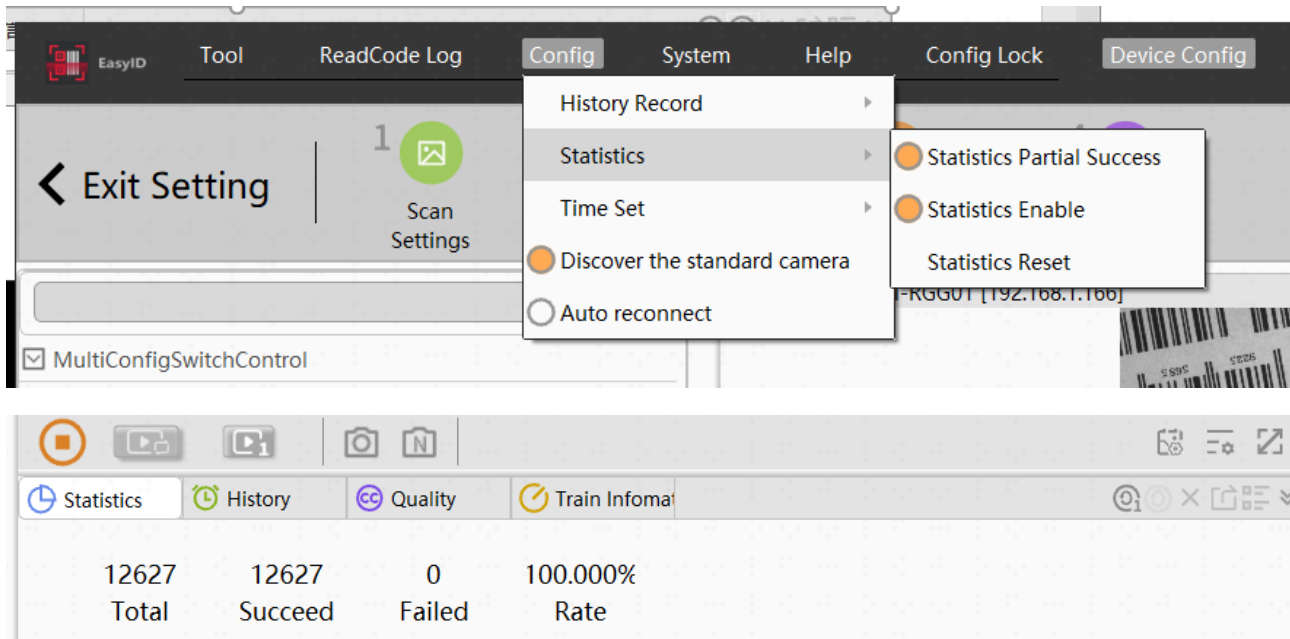 EasyID
Tool
ReadCode Log
Config
System
Help
Config Lock
Device Config
History Record
Statistics
Time Set
Discover the standard camera
Auto reconnect
Statistics Partial Success
Statistics Enable
Statistics Reset
Exit Setting
1
Scan
Settings
-RGG01 [192.168.1.166]
MultiConfigSwitchControl
Statistics
History
CC Quality
Train Infomat
12627 12627 0 100.000%
Total Succeed Failed Rate